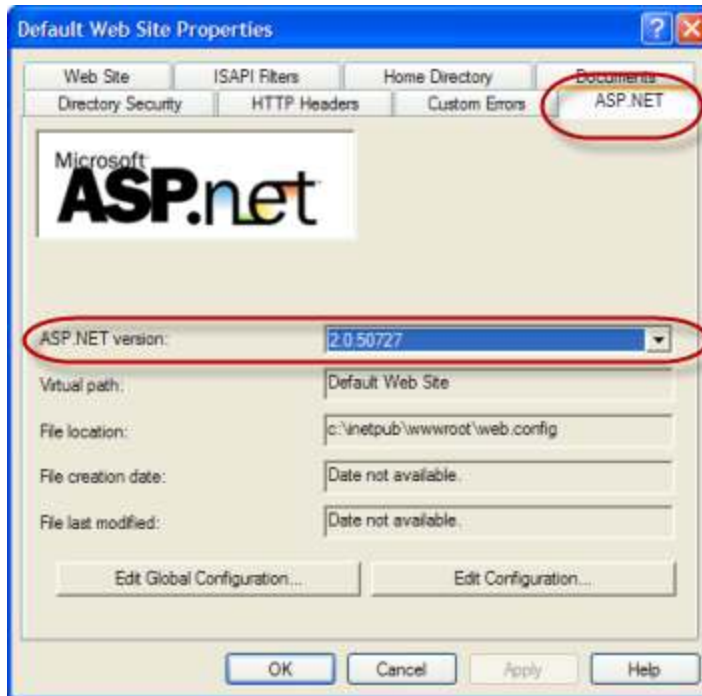 Default Web Site Properties
Web Site ISAPI Filters Home Directory Documents
Directory Security HTTP Headers Custom Errors ASP.NET
Microsoft
ASP.net
ASP.NET version: 2.0.50727
Virtual path: Default Web Site
File location: c:\inetpub\wwwroot\web.config
File creation date: Date not available.
File last modified: Date not available.
Edit Global Configuration... Edit Configuration...
OK Cancel Apply Help